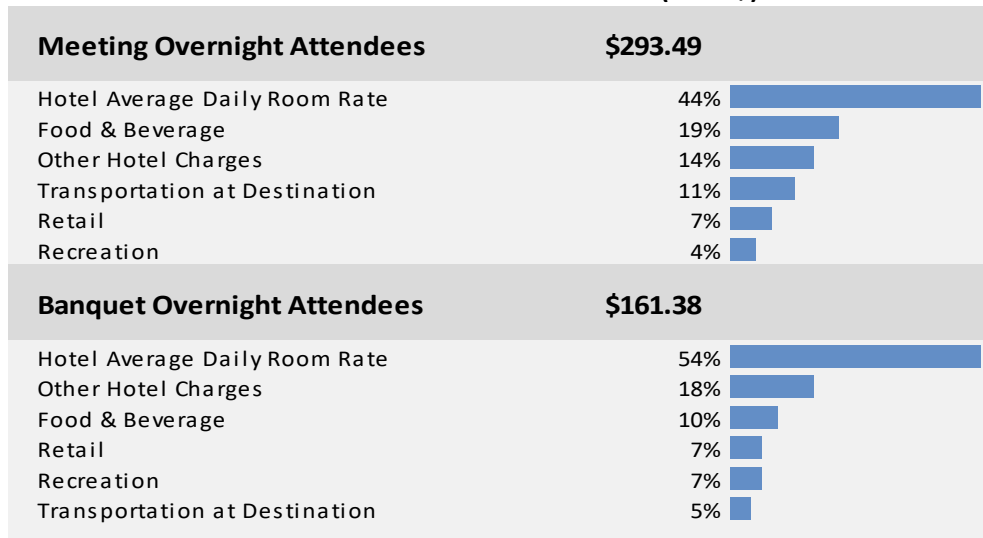 Meeting Overnight Attendees $293.49
Hotel Average Daily Room Rate 44%
Food & Beverage 19%
Other Hotel Charges 14%
Transportation at Destination 11%
Retail 7%
Recreation 4%
Banquet Overnight Attendees $161.38
Hotel Average Daily Room Rate 54%
Other Hotel Charges 18%
Food & Beverage 10%
Retail 7%
Recreation 7%
Transportation at Destination 5%